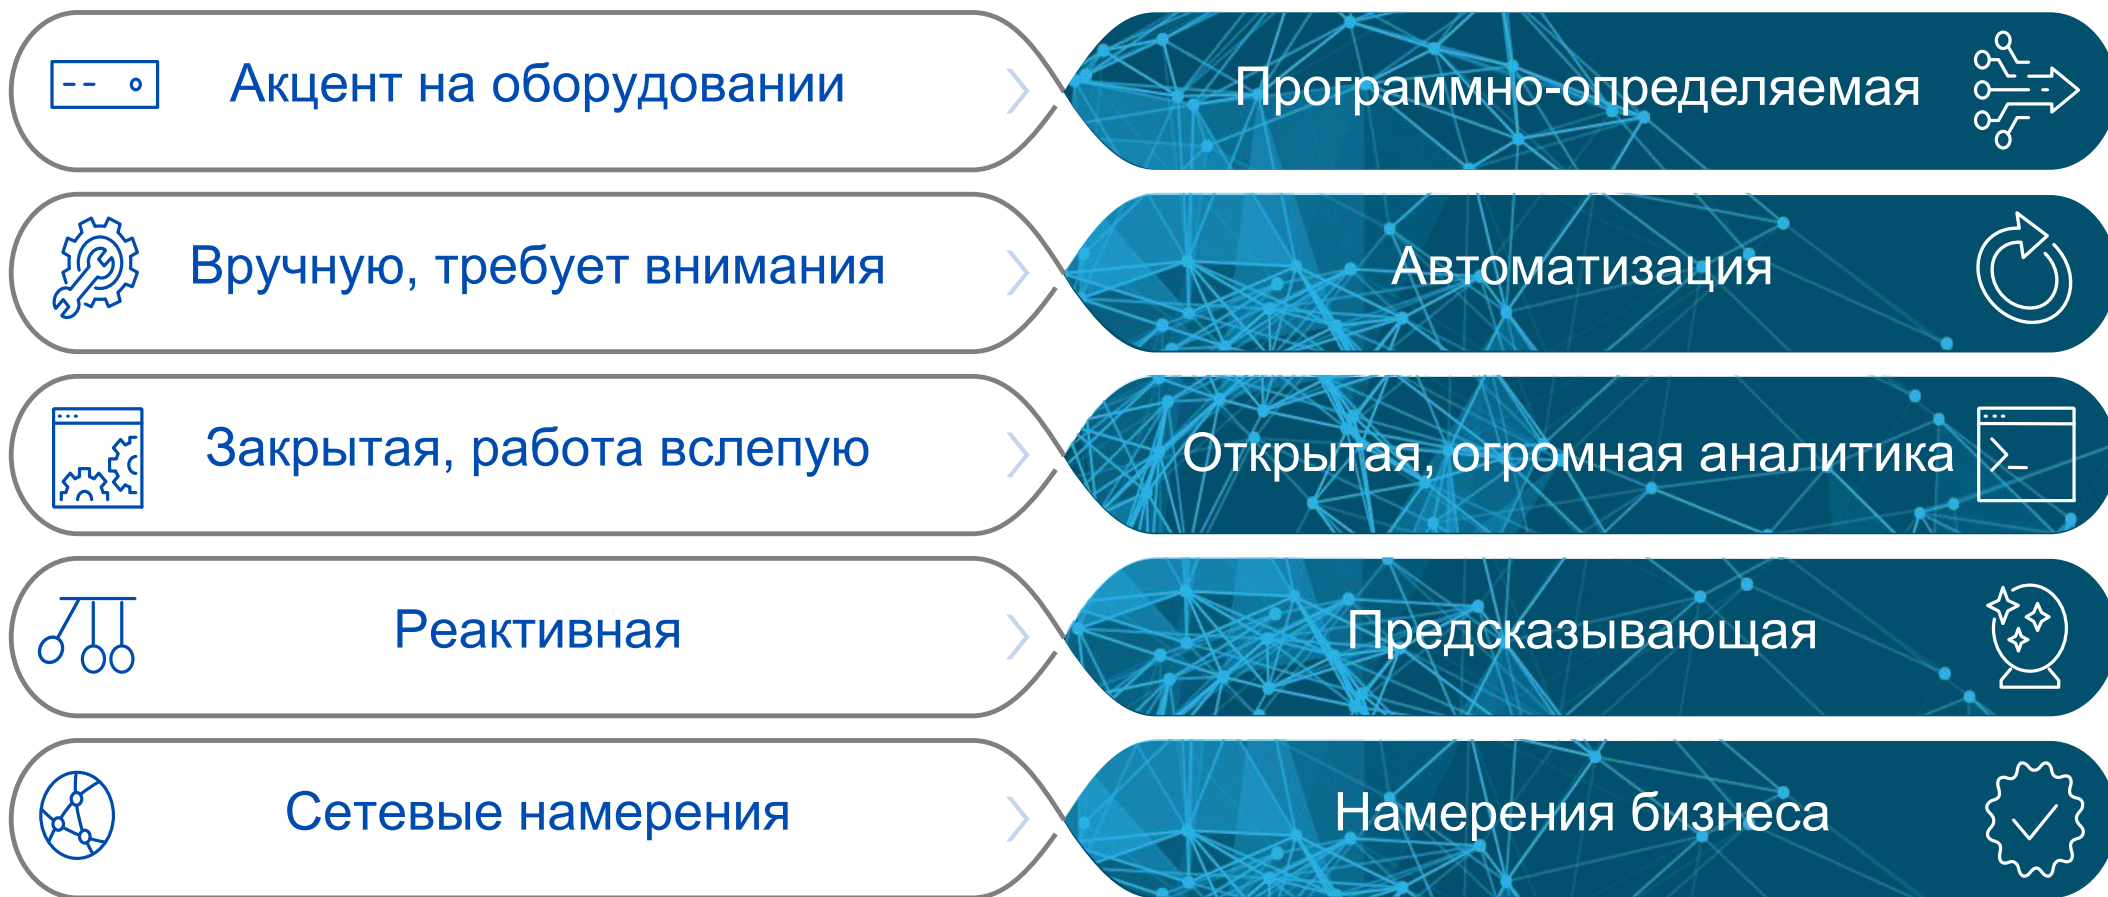 Акцент на оборудовании
Программно-определяемая
Вручную, требует внимания
Автоматизация
Закрытая, работа вслепую
Открытая, огромная аналитика
Реактивная
Предсказывающая
Сетевые намерения
Намерения бизнеса